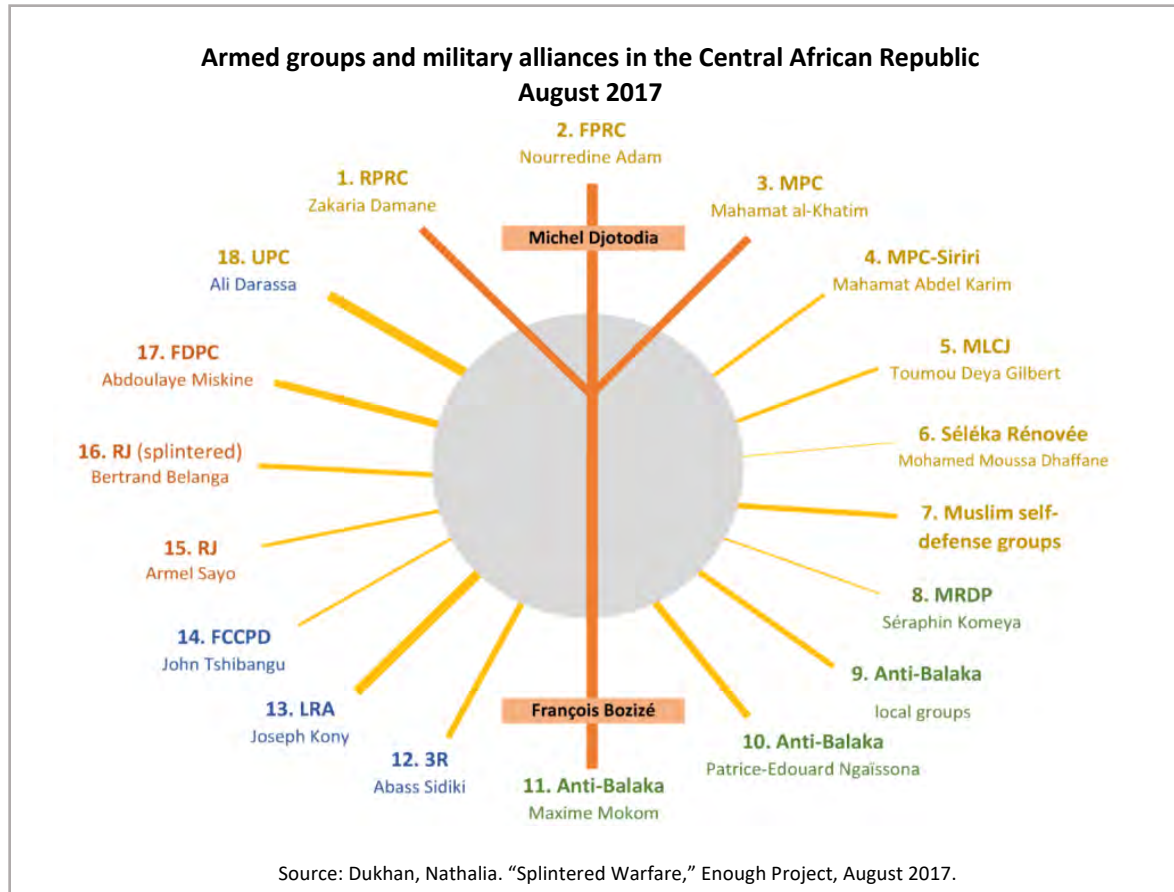 Armed groups and military alliances in the Central African Republic
August 2017
2. FPRC
Nourredine Adam
1. RPRC
Zakaria Damane
3. MPC
Mahamat al-Khatim
Michel Djotodia
18. UPC
Ali Darassa
4. MPC-Siriri
Mahamat Abdel Karim
17. FDPC
Abdoulaye Miskine
5. MLCJ
Toumou Deya Gilbert
16. RJ (splintered)
Bertrand Belanga
6. Séléka Rénovée
Mohamed Moussa Dhaffane
7. Muslim self-
defense groups
15. RJ
Armel Sayo
8. MRDP
Séraphin Komeya
14. FCCPD
John Tshibangu
9. Anti-Balaka
local groups
13. LRA
Joseph Kony
François Bozizé
10. Anti-Balaka
Patrice-Edouard Ngaïssona
12. 3R
Abass Sidiki
11. Anti-Balaka
Maxime Mokom
Source: Dukhan, Nathalia. “Splintered Warfare,” Enough Project, August 2017.